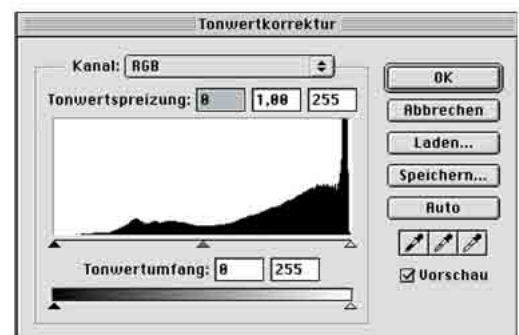 Tonwertkorrektur
Kanal: RGB
Tonwertspreizung: 0 1,00 255
Tonwertumfang: 0 255
OK
Abbrechen
Laden...
Speichern...
Auto
Vorschau